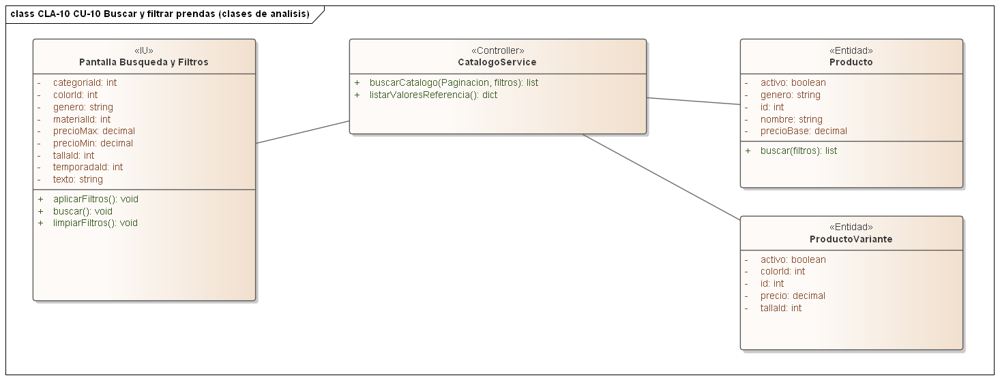 class CLA-10 CU-10 Buscar y filtrar prendas (clases de analisis)
«IU»
Pantalla Busqueda y Filtros
- categoriaId: int
- colorId: int
- genero: string
- materialId: int
- precioMax: decimal
- precioMin: decimal
- tallaId: int
- temporadaId: int
- texto: string
+ aplicarFiltros(): void
+ buscar(): void
+ limpiarFiltros(): void
«Controller»
CatalogoService
+ buscarCatalogo(Paginacion, filtros): list
+ listarValoresReferencia(): dict
«Entidad»
Producto
- activo: boolean
- genero: string
- id: int
- nombre: string
- precioBase: decimal
+ buscar(filtros): list
«Entidad»
ProductoVariante
- activo: boolean
- colorId: int
- id: int
- precio: decimal
- tallaId: int